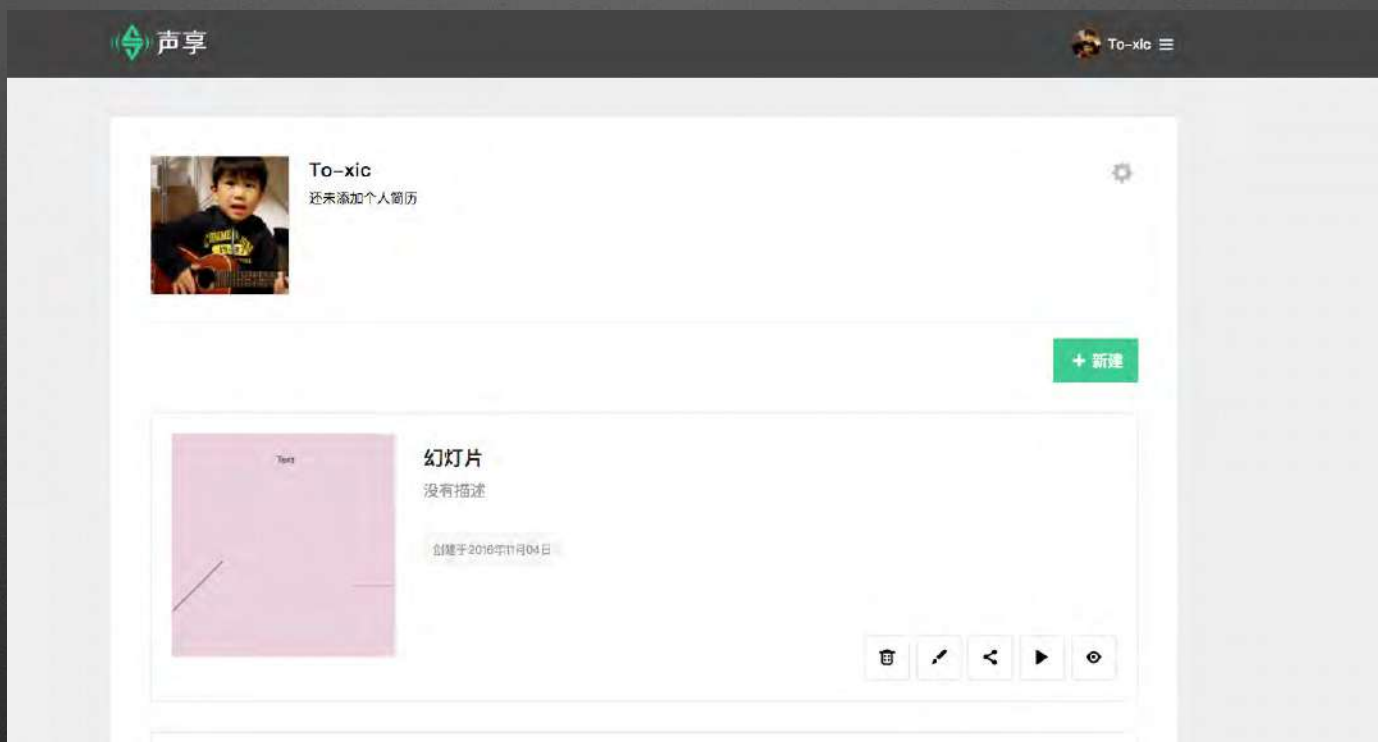 声享
To-xic
To-xic
还未添加个人简历
+ 新建
Text
幻灯片
没有描述
创建于2016年11月04日